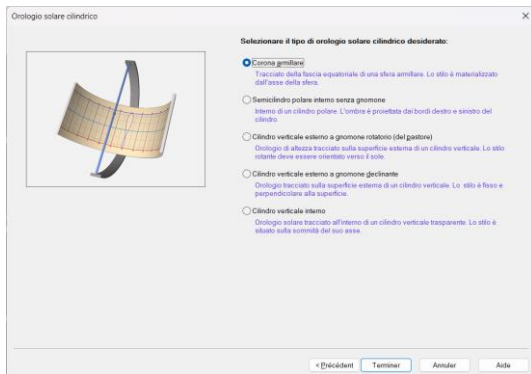 Orologio solare cilindrico
Selezionare il tipo di orologio solare cilindrico desiderato:
Corona armillare
Tracciato della fascia equatoriale di una sfera armillare. Lo stilo è materializzato
dall'asse della sfera.
Semicilindro polare interno senza gnomone
Interno di un cilindro polare. L'ombra è proiettata dai bordi destro e sinistro del
cilindro.
Cilindro verticale esterno a gnomone rotatorio (del pastore)
Orologio di altezza tracciato sulla superficie esterna di un cilindro verticale. Lo stilo
rotante deve essere orientato verso il sole.
Cilindro verticale esterno a gnomone declinante
Orologio tracciato sulla superficie esterna di un cilindro verticale. Lo stilo è fisso e
perpendicolare alla superficie.
Cilindro verticale interno
Orologio solare tracciato all'interno di un cilindro verticale trasparente. Lo stilo è
situato sulla sommità del suo asse.
< Précédent Terminer Annuler Aide